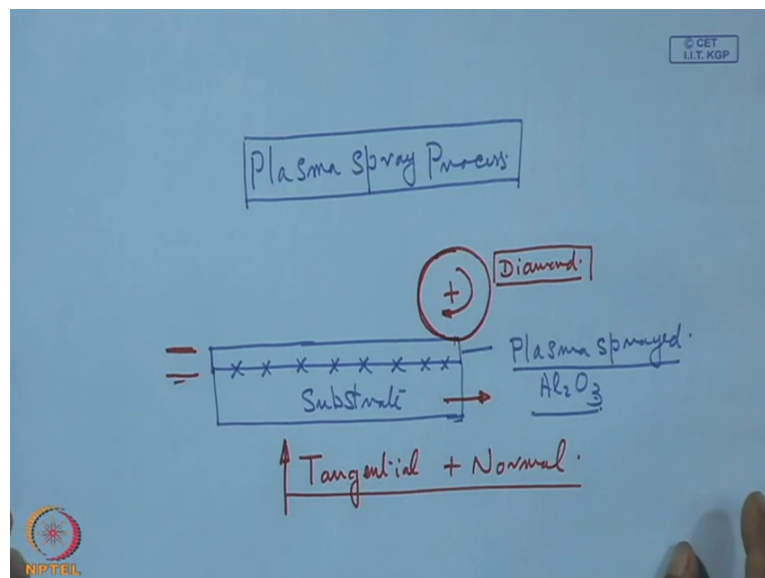 © CET
I.I.T. KGP
Plasma Spray Process
Diamond.
Plasma sprayed.
Al₂O₃
Substrate
Tangential + Normal.
NPTEL